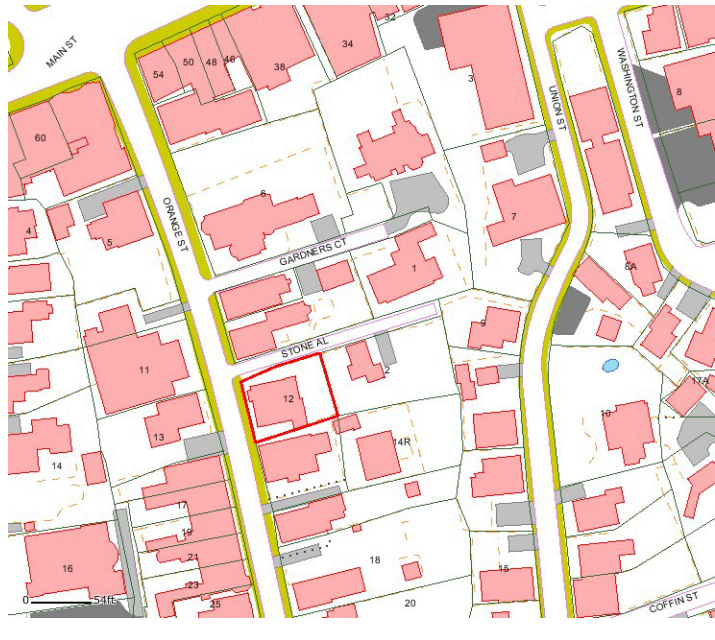 MAIN ST
54
50
48
46
38
34
32
3
UNION ST
WASHINGTON ST
8
60
4
5
ORANGE ST
6
7
GARDNERS CT
1
8A
STONE AL
9
2
11
12
13
14R
10
17A
14
17
19
21
23
25
16
18
15
20
COFFIN ST
0
54ft